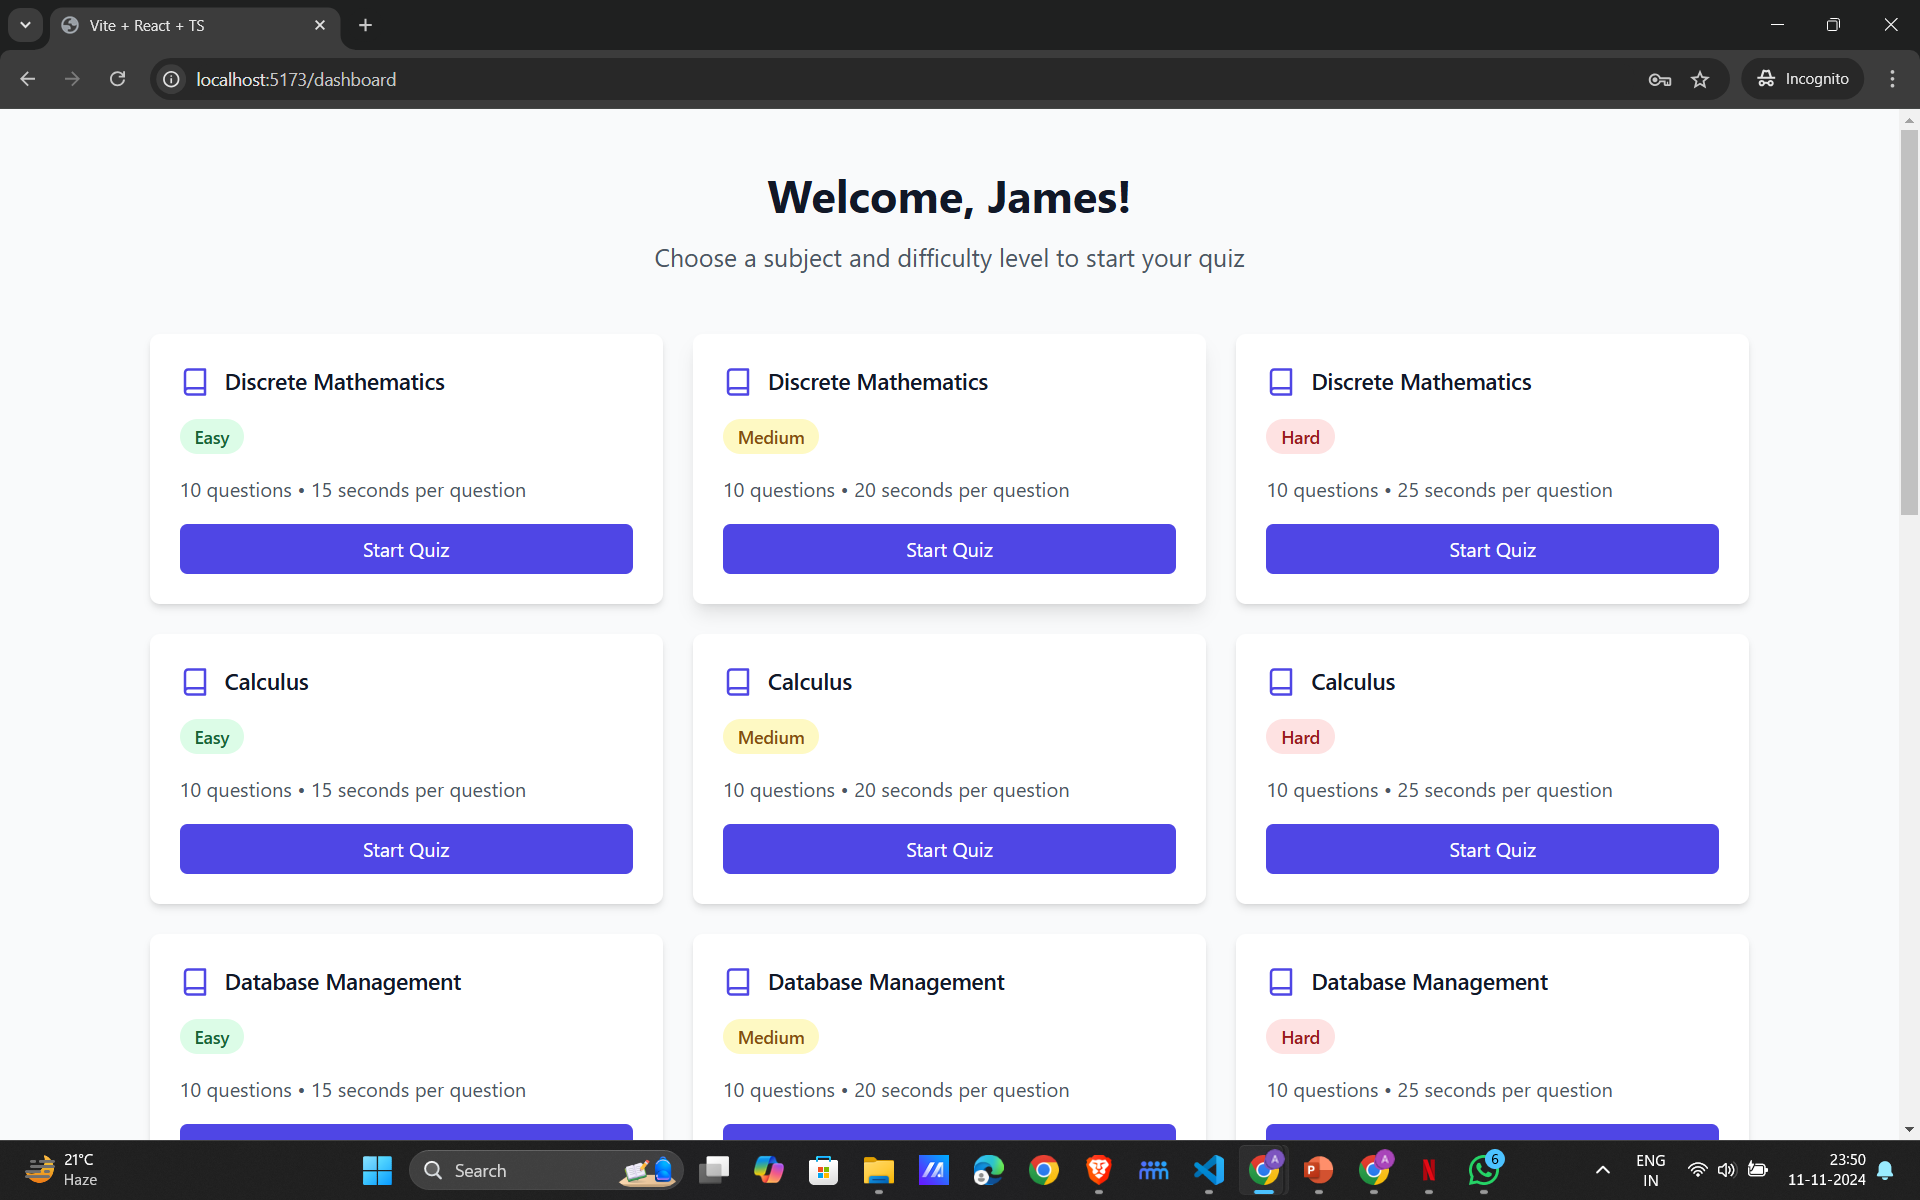 Vite + React + TS
localhost:5173/dashboard
Incognito
Welcome, James!
Choose a subject and difficulty level to start your quiz
Discrete Mathematics
Easy
10 questions • 15 seconds per question
Start Quiz
Discrete Mathematics
Medium
10 questions • 20 seconds per question
Start Quiz
Discrete Mathematics
Hard
10 questions • 25 seconds per question
Start Quiz
Calculus
Easy
10 questions • 15 seconds per question
Start Quiz
Calculus
Medium
10 questions • 20 seconds per question
Start Quiz
Calculus
Hard
10 questions • 25 seconds per question
Start Quiz
Database Management
Easy
10 questions • 15 seconds per question
Database Management
Medium
10 questions • 20 seconds per question
Database Management
Hard
10 questions • 25 seconds per question
21°C
Haze
Search
A
P
A
N
6
ENG
IN
23:50
11-11-2024